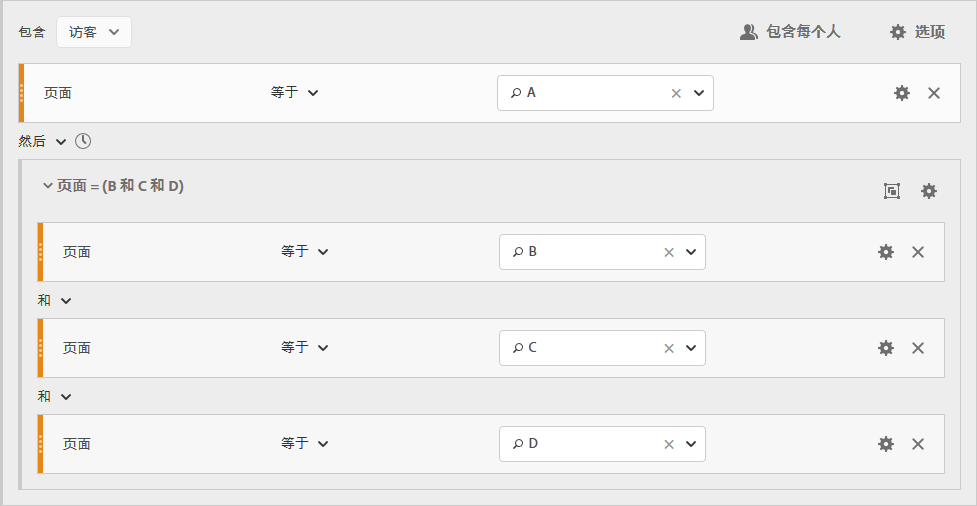 包含 访客 包含每个人 选项
页面 等于 A
然后
页面 = (B 和 C 和 D)
页面 等于 B
和
页面 等于 C
和
页面 等于 D